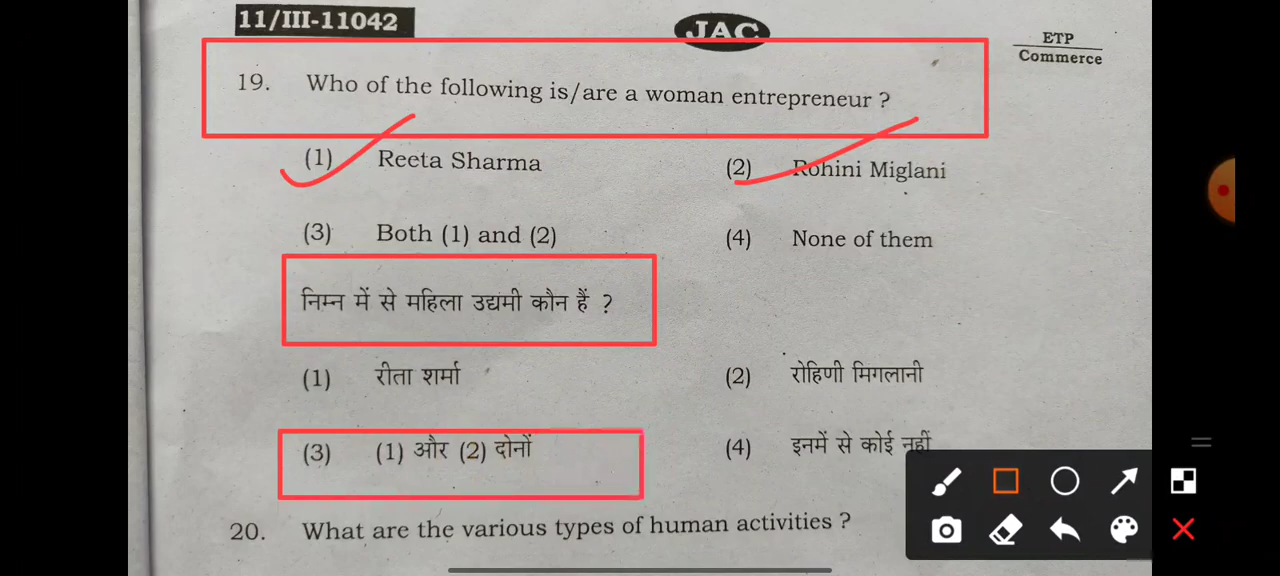 11/III-11042
JAC
ETP
Commerce
19. Who of the following is/are a woman entrepreneur ?
(1) Reeta Sharma (2) Rohini Miglani
(3) Both (1) and (2) (4) None of them
निम्न में से महिला उद्यमी कौन हैं ?
(1) रीता शर्मा (2) रोहिणी मिगलानी
(3) (1) और (2) दोनों (4) इनमें से कोई नहीं
20. What are the various types of human activities ?